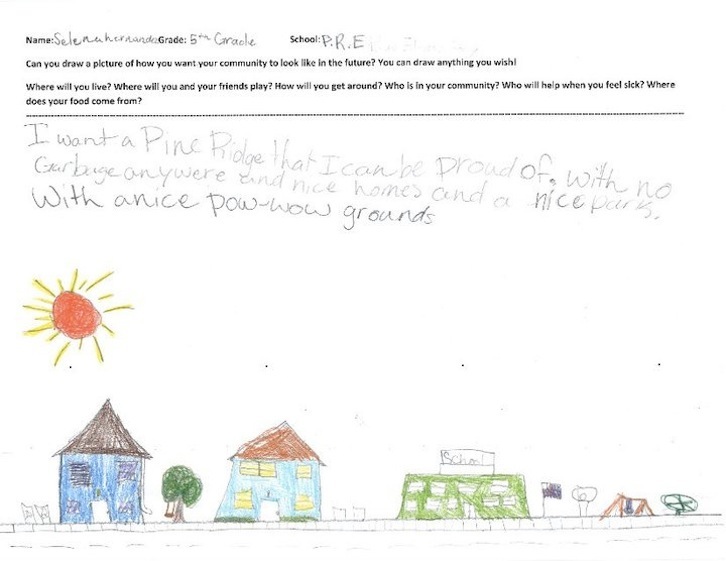 Name: Selena hernandez Grade: 5th Grade School: P.R.E
Can you draw a picture of how you want your community to look like in the future? You can draw anything you wish!
Where will you live? Where will you and your friends play? How will you get around? Who is in your community? Who will help when you feel sick? Where
does your food come from?
I want a Pine Ridge that I can be Proud of. with no
Garbage anywere and nice homes and a nice park.
With a nice pow-wow grounds
School